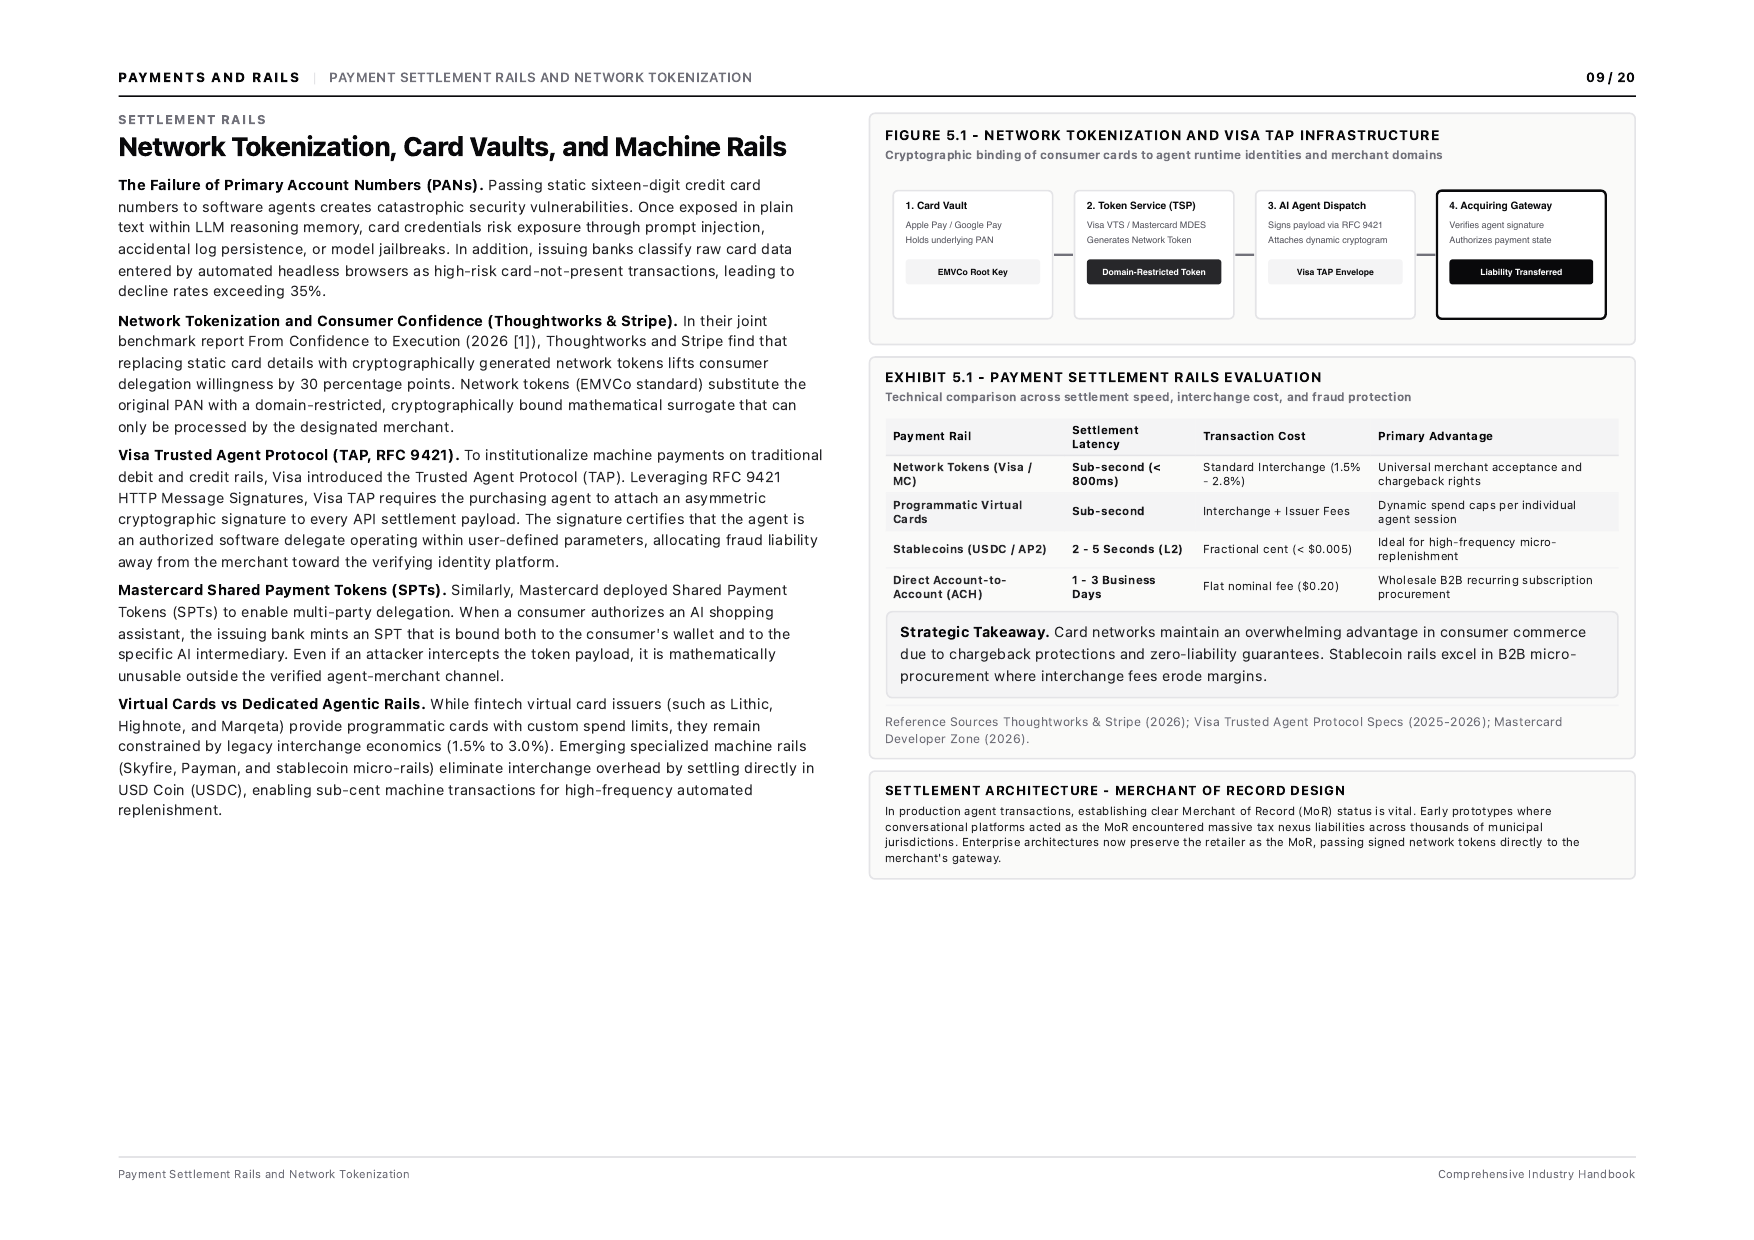 PAYMENTS AND RAILS | PAYMENT SETTLEMENT RAILS AND NETWORK TOKENIZATION
09 / 20
SETTLEMENT RAILS
Network Tokenization, Card Vaults, and Machine Rails
The Failure of Primary Account Numbers (PANs). Passing static sixteen-digit credit card
numbers to software agents creates catastrophic security vulnerabilities. Once exposed in plain
text within LLM reasoning memory, card credentials risk exposure through prompt injection,
accidental log persistence, or model jailbreaks. In addition, issuing banks classify raw card data
entered by automated headless browsers as high-risk card-not-present transactions, leading to
decline rates exceeding 35%.
Network Tokenization and Consumer Confidence (Thoughtworks & Stripe). In their joint
benchmark report From Confidence to Execution (2026 [1]), Thoughtworks and Stripe find that
replacing static card details with cryptographically generated network tokens lifts consumer
delegation willingness by 30 percentage points. Network tokens (EMVCo standard) substitute the
original PAN with a domain-restricted, cryptographically bound mathematical surrogate that can
only be processed by the designated merchant.
Visa Trusted Agent Protocol (TAP, RFC 9421). To institutionalize machine payments on traditional
debit and credit rails, Visa introduced the Trusted Agent Protocol (TAP). Leveraging RFC 9421
HTTP Message Signatures, Visa TAP requires the purchasing agent to attach an asymmetric
cryptographic signature to every API settlement payload. The signature certifies that the agent is
an authorized software delegate operating within user-defined parameters, allocating fraud liability
away from the merchant toward the verifying identity platform.
Mastercard Shared Payment Tokens (SPTs). Similarly, Mastercard deployed Shared Payment
Tokens (SPTs) to enable multi-party delegation. When a consumer authorizes an AI shopping
assistant, the issuing bank mints an SPT that is bound both to the consumer's wallet and to the
specific AI intermediary. Even if an attacker intercepts the token payload, it is mathematically
unusable outside the verified agent-merchant channel.
Virtual Cards vs Dedicated Agentic Rails. While fintech virtual card issuers (such as Lithic,
Highnote, and Marqeta) provide programmatic cards with custom spend limits, they remain
constrained by legacy interchange economics (1.5% to 3.0%). Emerging specialized machine rails
(Skyfire, Payman, and stablecoin micro-rails) eliminate interchange overhead by settling directly in
USD Coin (USDC), enabling sub-cent machine transactions for high-frequency automated
replenishment.
FIGURE 5.1 - NETWORK TOKENIZATION AND VISA TAP INFRASTRUCTURE
Cryptographic binding of consumer cards to agent runtime identities and merchant domains
1. Card Vault
Apple Pay / Google Pay
Holds underlying PAN
EMVCo Root Key
2. Token Service (TSP)
Visa VTS / Mastercard MDES
Generates Network Token
Domain-Restricted Token
3. AI Agent Dispatch
Signs payload via RFC 9421
Attaches dynamic cryptogram
Visa TAP Envelope
4. Acquiring Gateway
Verifies agent signature
Authorizes payment state
Liability Transferred
EXHIBIT 5.1 - PAYMENT SETTLEMENT RAILS EVALUATION
Technical comparison across settlement speed, interchange cost, and fraud protection
Payment Rail
Settlement
Latency
Transaction Cost
Primary Advantage
Network Tokens (Visa /
MC)
Sub-second (<
800ms)
Standard Interchange (1.5%
- 2.8%)
Universal merchant acceptance and
chargeback rights
Programmatic Virtual
Cards
Sub-second
Interchange + Issuer Fees
Dynamic spend caps per individual
agent session
Stablecoins (USDC / AP2)
2 - 5 Seconds (L2)
Fractional cent (< $0.005)
Ideal for high-frequency micro-
replenishment
Direct Account-to-
Account (ACH)
1 - 3 Business
Days
Flat nominal fee ($0.20)
Wholesale B2B recurring subscription
procurement
Strategic Takeaway. Card networks maintain an overwhelming advantage in consumer commerce
due to chargeback protections and zero-liability guarantees. Stablecoin rails excel in B2B micro-
procurement where interchange fees erode margins.
Reference Sources Thoughtworks & Stripe (2026); Visa Trusted Agent Protocol Specs (2025-2026); Mastercard
Developer Zone (2026).
SETTLEMENT ARCHITECTURE - MERCHANT OF RECORD DESIGN
In production agent transactions, establishing clear Merchant of Record (MoR) status is vital. Early prototypes where
conversational platforms acted as the MoR encountered massive tax nexus liabilities across thousands of municipal
jurisdictions. Enterprise architectures now preserve the retailer as the MoR, passing signed network tokens directly to the
merchant's gateway.
Payment Settlement Rails and Network Tokenization
Comprehensive Industry Handbook